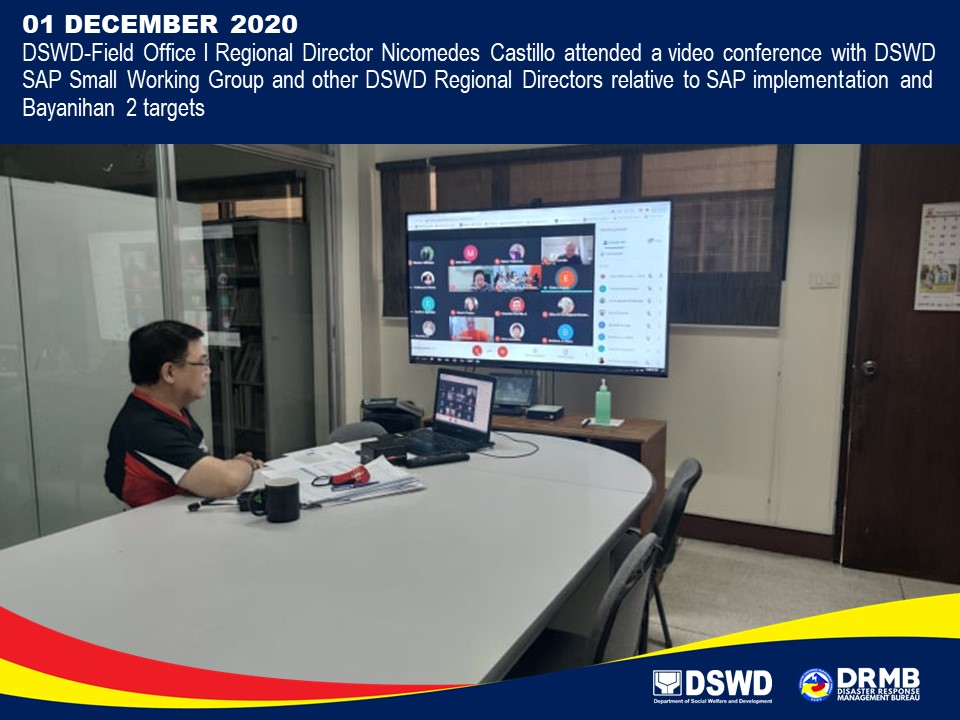 01 DECEMBER 2020
DSWD-Field Office I Regional Director Nicomedes Castillo attended a video conference with DSWD
SAP Small Working Group and other DSWD Regional Directors relative to SAP implementation and
Bayanihan 2 targets
M
E
DSWD
Department of Social Welfare and Development
DRMB
DISASTER RESPONSE
MANAGEMENT BUREAU